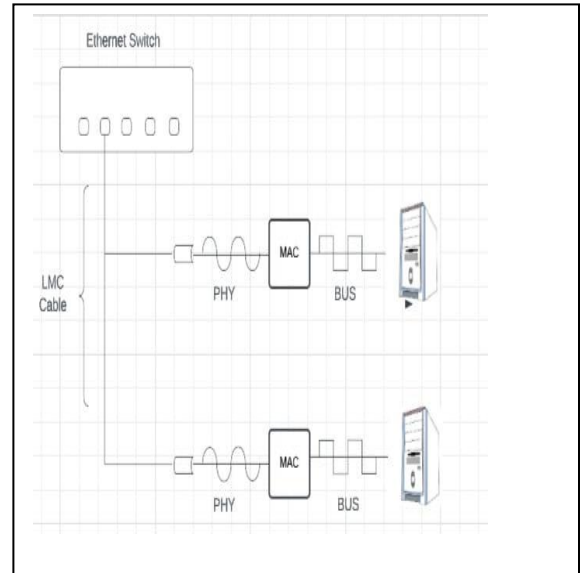 Ethernet Switch
MAC
PHY
BUS
LMC
Cable
MAC
PHY
BUS